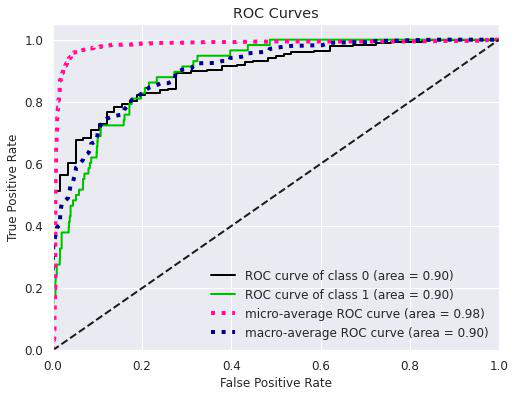 ROC Curves
True Positive Rate
1.0
0.8
0.6
0.4
0.2
0.0
ROC curve of class 0 (area = 0.90)
ROC curve of class 1 (area = 0.90)
micro-average ROC curve (area = 0.98)
macro-average ROC curve (area = 0.90)
0.0 0.2 0.4 0.6 0.8 1.0
False Positive Rate